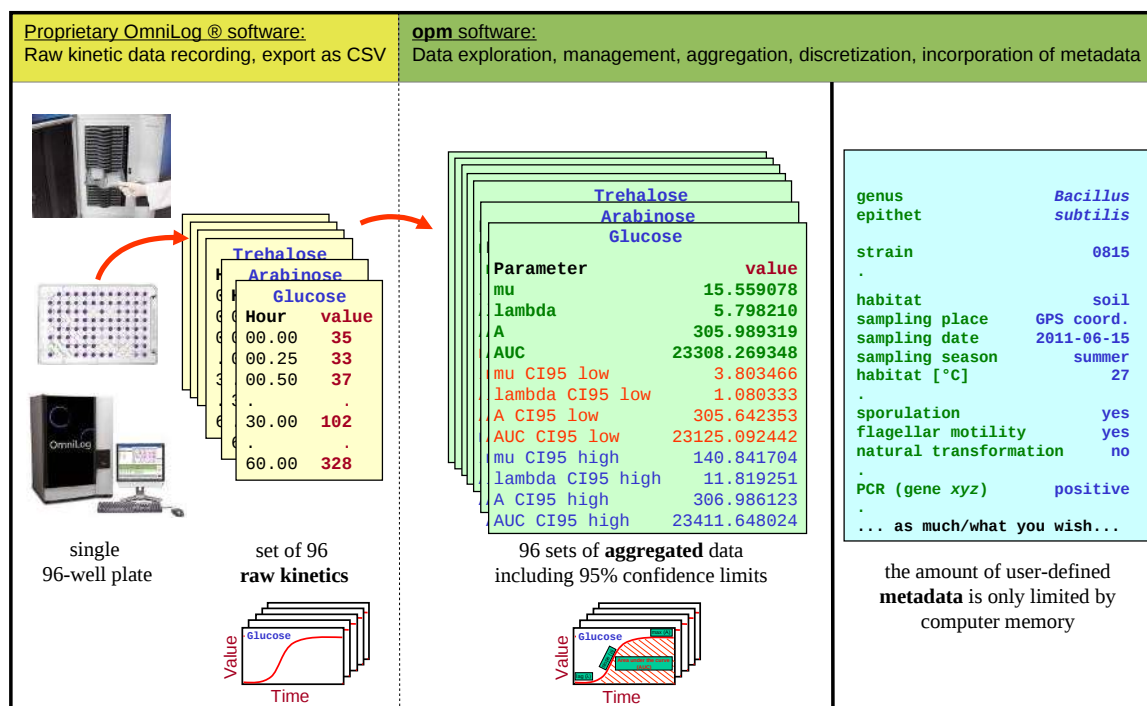 Proprietary OmniLog ® software:
Raw kinetic data recording, export as CSV
opm software:
Data exploration, management, aggregation, discretization, incorporation of metadata
OmniLog
single
96-well plate
Trehalose
Arabinose
Glucose
Hour value
00.00 35
00.25 33
00.50 37
. .
30.00 102
. .
60.00 328
set of 96
raw kinetics
Value
Glucose
Time
Trehalose
Arabinose
Glucose
Parameter value
mu 15.559078
lambda 5.798210
A 305.989319
AUC 23308.269348
mu CI95 low 3.803466
lambda CI95 low 1.080333
A CI95 low 305.642353
AUC CI95 low 23125.092442
mu CI95 high 140.841704
lambda CI95 high 11.819251
A CI95 high 306.986123
AUC CI95 high 23411.648024
96 sets of aggregated data
including 95% confidence limits
Value
Glucose
Area under the curve
(AUC)
Time
genus Bacillus
epithet subtilis
strain 0815
.
habitat soil
sampling place GPS coord.
sampling date 2011-06-15
sampling season summer
habitat [°C] 27
.
sporulation yes
flagellar motility yes
natural transformation no
.
PCR (gene xyz) positive
.
... as much/what you wish...
the amount of user-defined
metadata is only limited by
computer memory